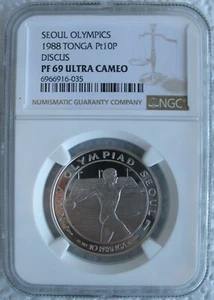 SEOUL OLYMPICS
1988 TONGA Pt10P
DISCUS
PF 69 ULTRA CAMEO
6966916-035
NUMISMATIC GUARANTY COMPANY
NGC
OLYMPIAD SEOUL